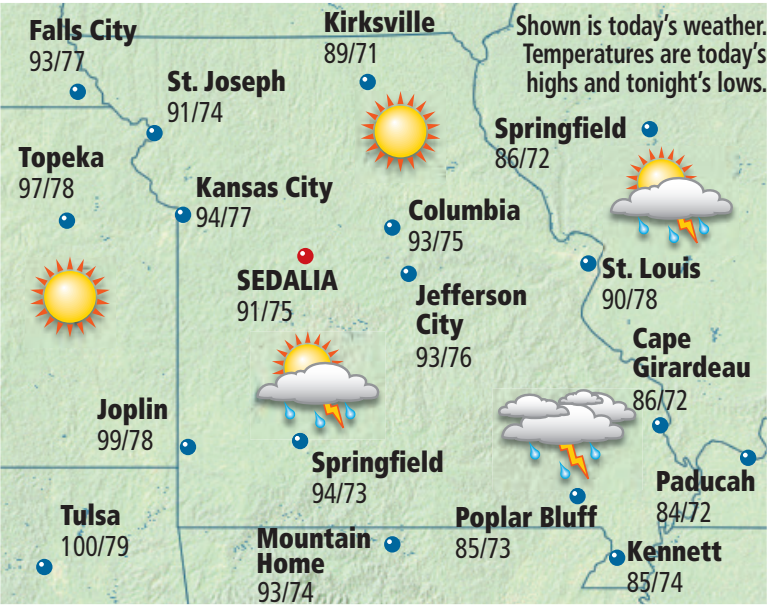 Falls City
93/77
Kirksville
89/71
Shown is today's weather.
Temperatures are today's
highs and tonight's lows.
St. Joseph
91/74
Springfield
86/72
Topeka
97/78
Kansas City
94/77
Columbia
93/75
SEDALIA
91/75
St. Louis
90/78
Jefferson
City
93/76
Cape
Girardeau
86/72
Joplin
99/78
Springfield
94/73
Paducah
84/72
Tulsa
100/79
Poplar Bluff
85/73
Mountain
Home
93/74
Kennett
85/74